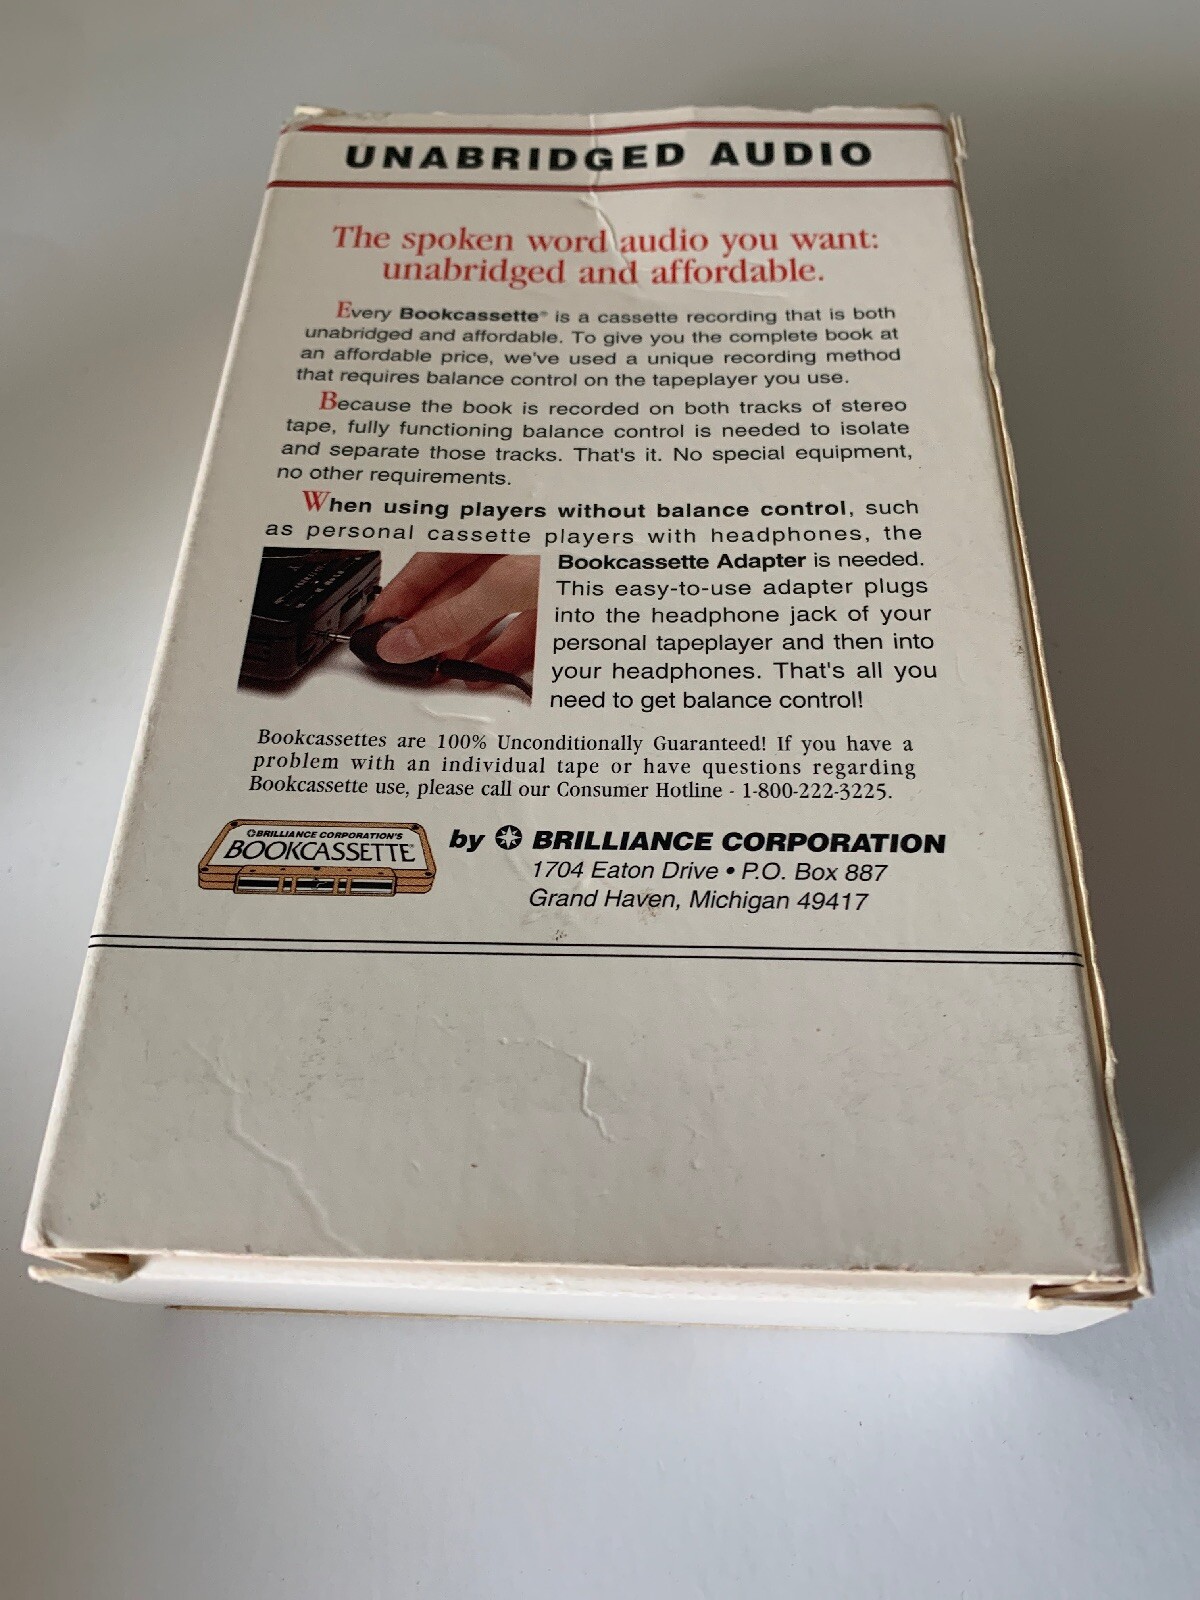 UNABRIDGED AUDIO
The spoken word audio you want:
unabridged and affordable.
Every Bookcassette® is a cassette recording that is both
unabridged and affordable. To give you the complete book at
an affordable price, we've used a unique recording method
that requires balance control on the tapeplayer you use.
Because the book is recorded on both tracks of stereo
tape, fully functioning balance control is needed to isolate
and separate those tracks. That's it. No special equipment,
no other requirements.
When using players without balance control, such
as personal cassette players with headphones, the
Bookcassette Adapter is needed.
This easy-to-use adapter plugs
into the headphone jack of your
personal tapeplayer and then into
your headphones. That's all you
need to get balance control!
Bookcassettes are 100% Unconditionally Guaranteed! If you have a
problem with an individual tape or have questions regarding
Bookcassette use, please call our Consumer Hotline - 1-800-222-3225.
BRILLIANCE CORPORATION'S
BOOKCASSETTE®
by BRILLIANCE CORPORATION
1704 Eaton Drive • P.O. Box 887
Grand Haven, Michigan 49417